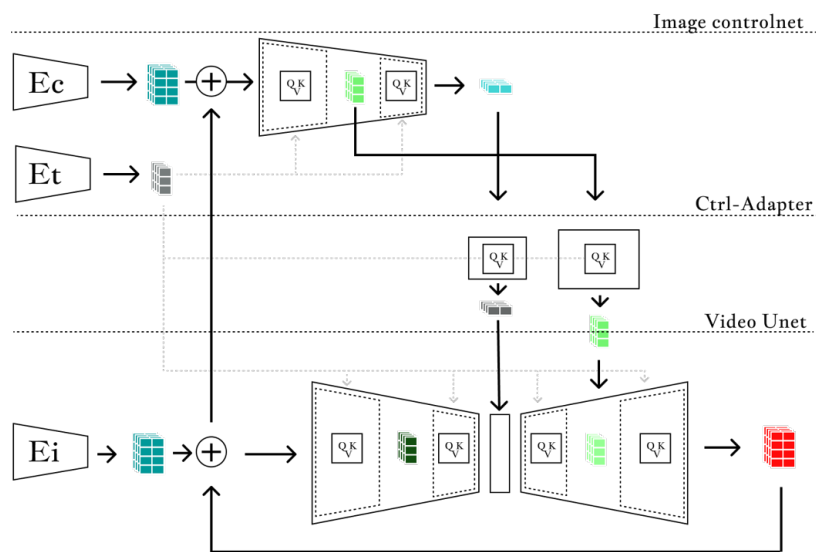 Image controlnet
Ec
Q K
V
Q K
V
Et
Ctrl-Adapter
Q K
V
Q K
V
Video Unet
Ei
Q K
V
Q K
V
Q K
V
Q K
V